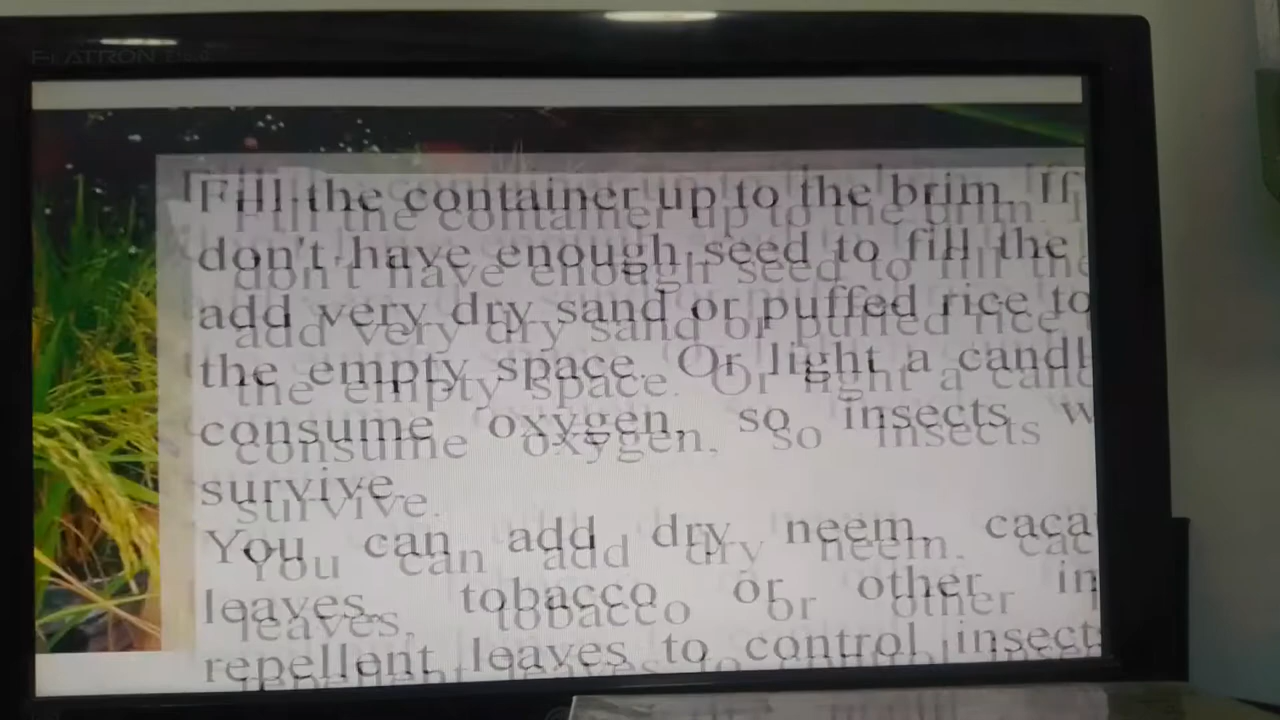 FLATRON
Fill the container up to the brim. If
don't have enough seed to fill the
add very dry sand or puffed rice to
the empty space. Or light a candl
consume oxygen, so insects w
survive.
You can add dry neem, caca
leaves, tobacco or other in
repellent leaves to control insect